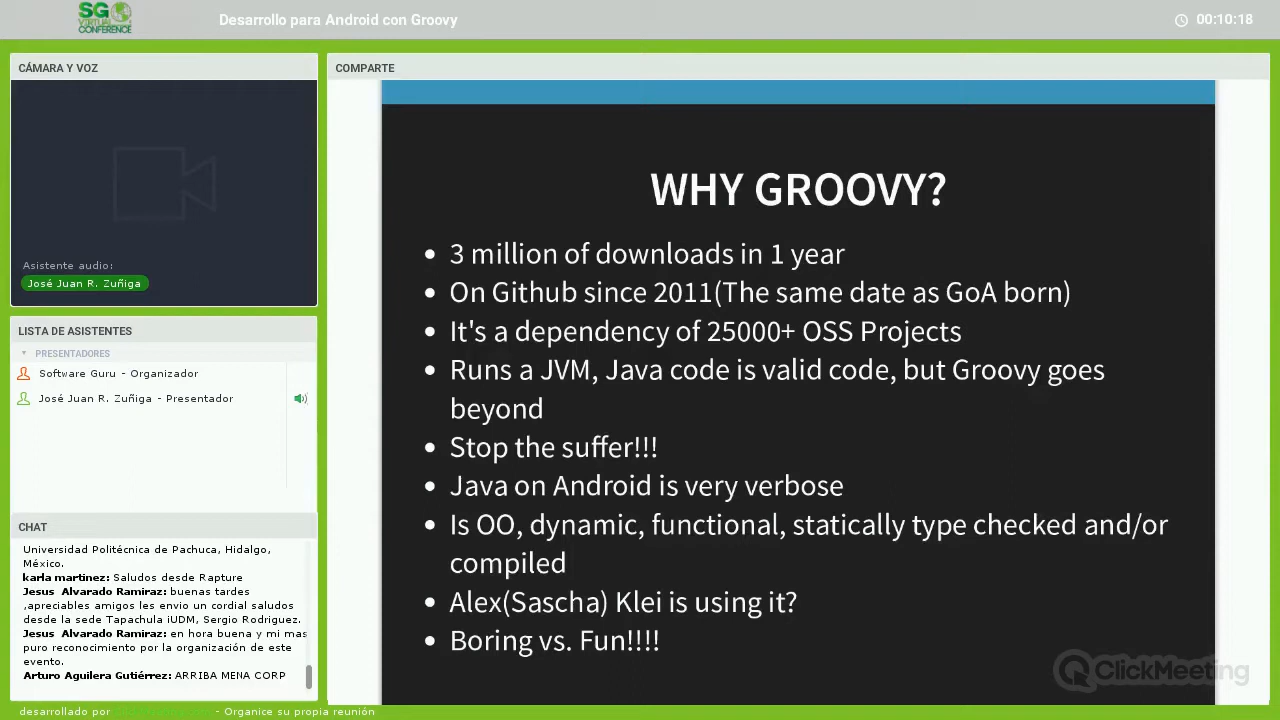 SG
VIRTUAL
CONFERENCE
Desarrollo para Android con Groovy
00:10:18
CÁMARA Y VOZ
Asistente audio:
José Juan R. Zuñiga
LISTA DE ASISTENTES
PRESENTADORES
Software Guru - Organizador
José Juan R. Zuñiga - Presentador
CHAT
Universidad Politécnica de Pachuca, Hidalgo,
México.
karla martinez: Saludos desde Rapture
Jesus Alvarado Ramiraz: buenas tardes
,apreciables amigos les envio un cordial saludos
desde la sede Tapachula iUDM, Sergio Rodriguez.
Jesus Alvarado Ramiraz: en hora buena y mi mas
puro reconocimiento por la organización de este
evento.
Arturo Aguilera Gutiérrez: ARRIBA MENA CORP
COMPARTE
WHY GROOVY?
• 3 million of downloads in 1 year
• On Github since 2011(The same date as GoA born)
• It's a dependency of 25000+ OSS Projects
• Runs a JVM, Java code is valid code, but Groovy goes
beyond
• Stop the suffer!!!
• Java on Android is very verbose
• Is OO, dynamic, functional, statically type checked and/or
compiled
• Alex(Sascha) Klei is using it?
• Boring vs. Fun!!!!
ClickMeeting
desarrollado por - Organice su propia reunión